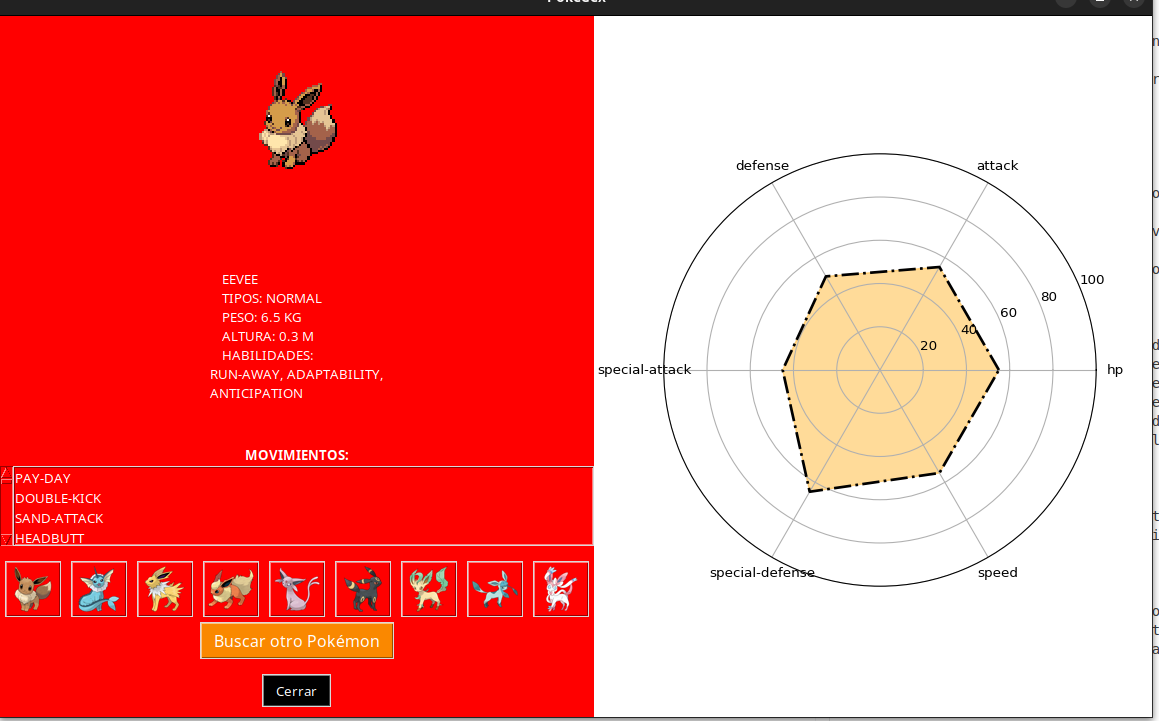 EEVEE
TIPOS: NORMAL
PESO: 6.5 KG
ALTURA: 0.3 M
HABILIDADES:
RUN-AWAY, ADAPTABILITY,
ANTICIPATION
MOVIMIENTOS:
PAY-DAY
DOUBLE-KICK
SAND-ATTACK
HEADBUTT
Buscar otro Pokémon
Cerrar
defense
attack
100
80
60
40
20
special-attack
hp
special-defense
speed